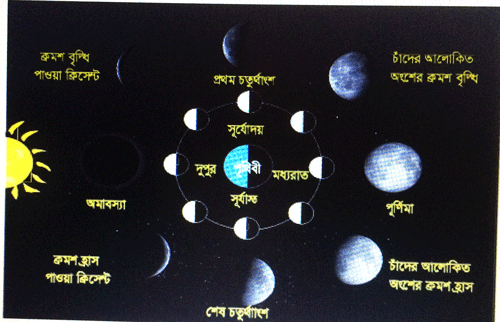 ক্রমশ বৃদ্ধি
পাওয়া ক্রিসেন্ট
প্রথম চতুর্থাংশ
চাঁদের আলোকিত
অংশের ক্রমশ বৃদ্ধি
সূর্যোদয়
দুপুর
পৃথিবী
মধ্যরাত
সূর্যাস্ত
অমাবস্যা
পূর্ণিমা
ক্রমশ হ্রাস
পাওয়া ক্রিসেন্ট
শেষ চতুর্থাংশ
চাঁদের আলোকিত
অংশের ক্রমশ হ্রাস